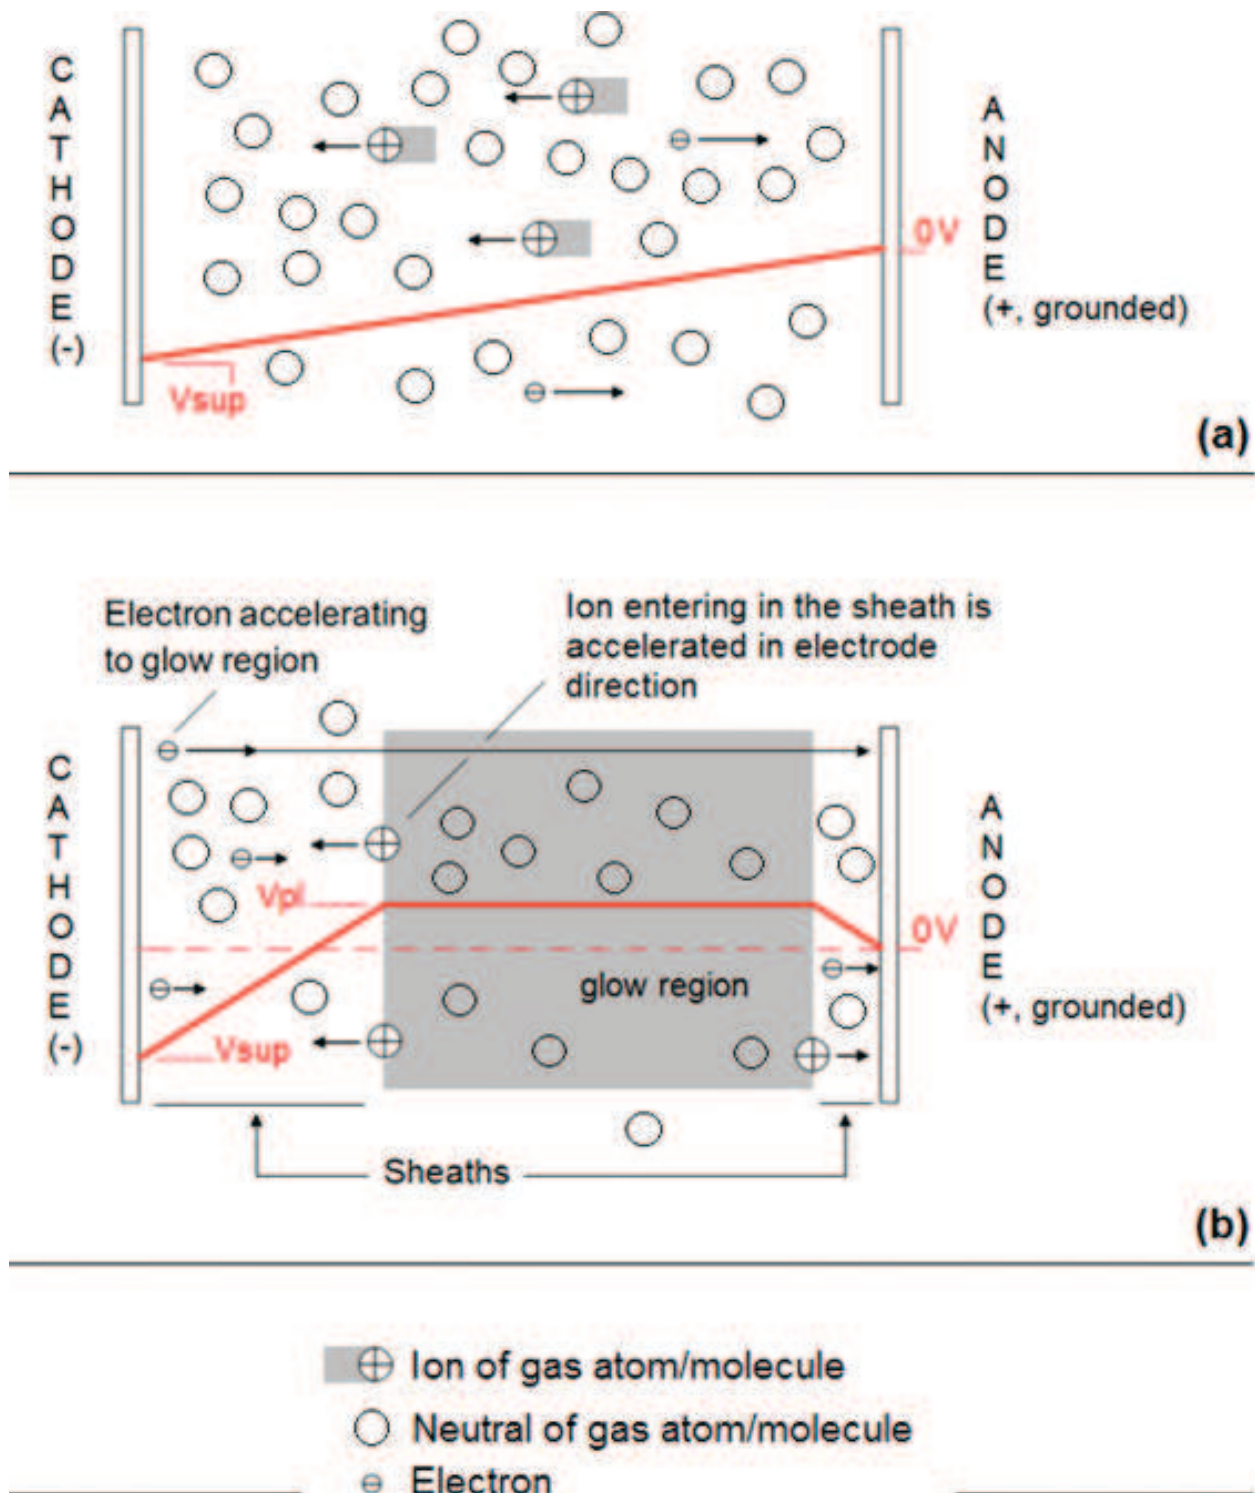 CATHODE
(-)
Vsup
0V
ANODE
(+, grounded)
(a)
Electron accelerating
to glow region
Ion entering in the sheath is
accelerated in electrode
direction
CATHODE
(-)
Vpl
Vsup
glow region
0V
ANODE
(+, grounded)
Sheaths
(b)
Ion of gas atom/molecule
Neutral of gas atom/molecule
Electron